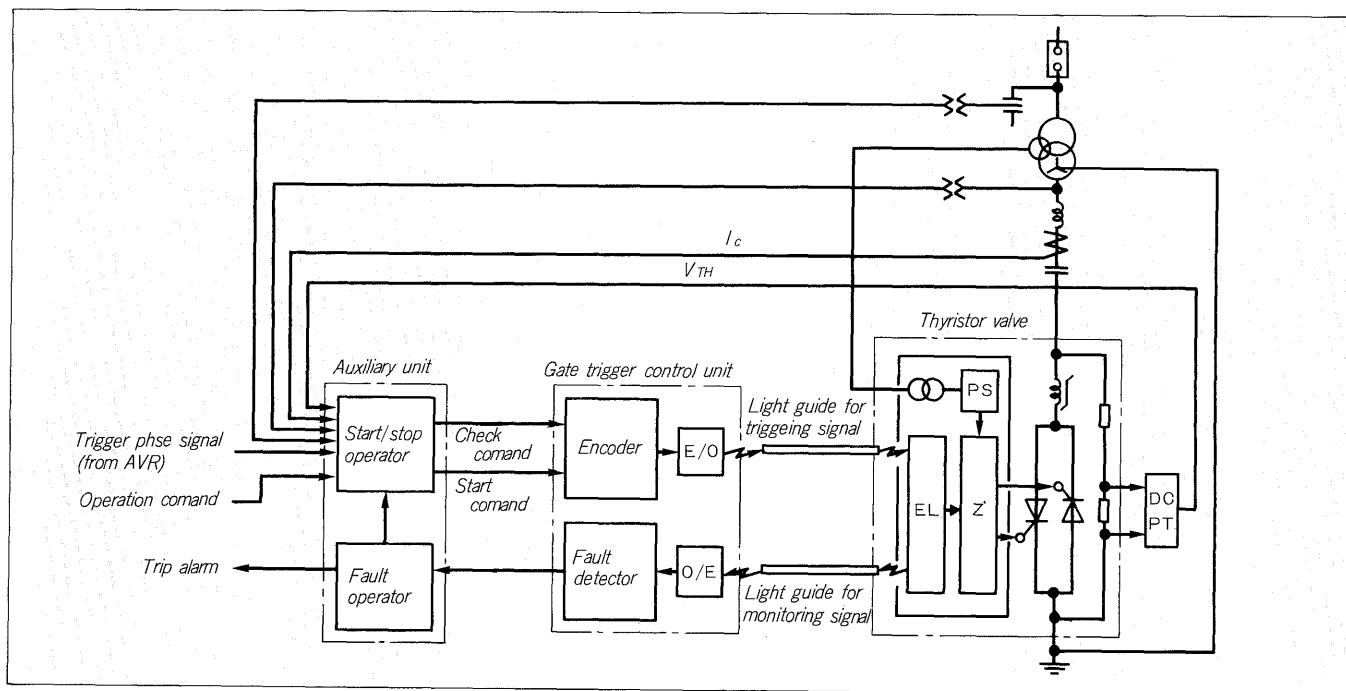 I c
V TH
Thyristor valve
Auxiliary unit
Gate trigger control unit
PS
Light guide for
triggeing signal
Trigger phse signal
(from AVR)
Start/stop
operator
Check
comand
Encoder
E/O
Operation comand
Start
comand
EL
Z'
DC
PT.
Trip alarm
Fault
operator
Fault
detector
O/E
Light guide for
monitoring signal